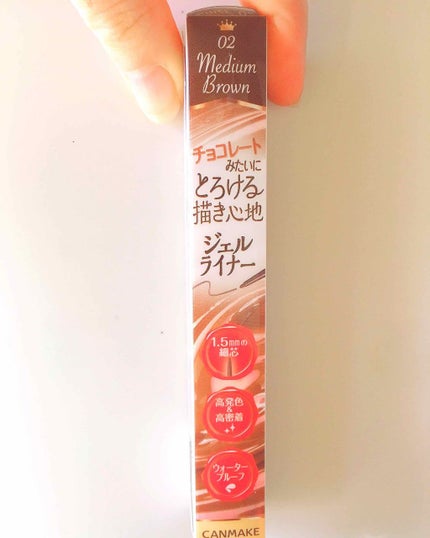 02
Medium
Brown
チョコレート
みたいに
とろける
描き心地
ジェル
ライナー
1.5mmの
細芯
高発色
&
高密着
ウォーター
プルーフ
CANMAKE